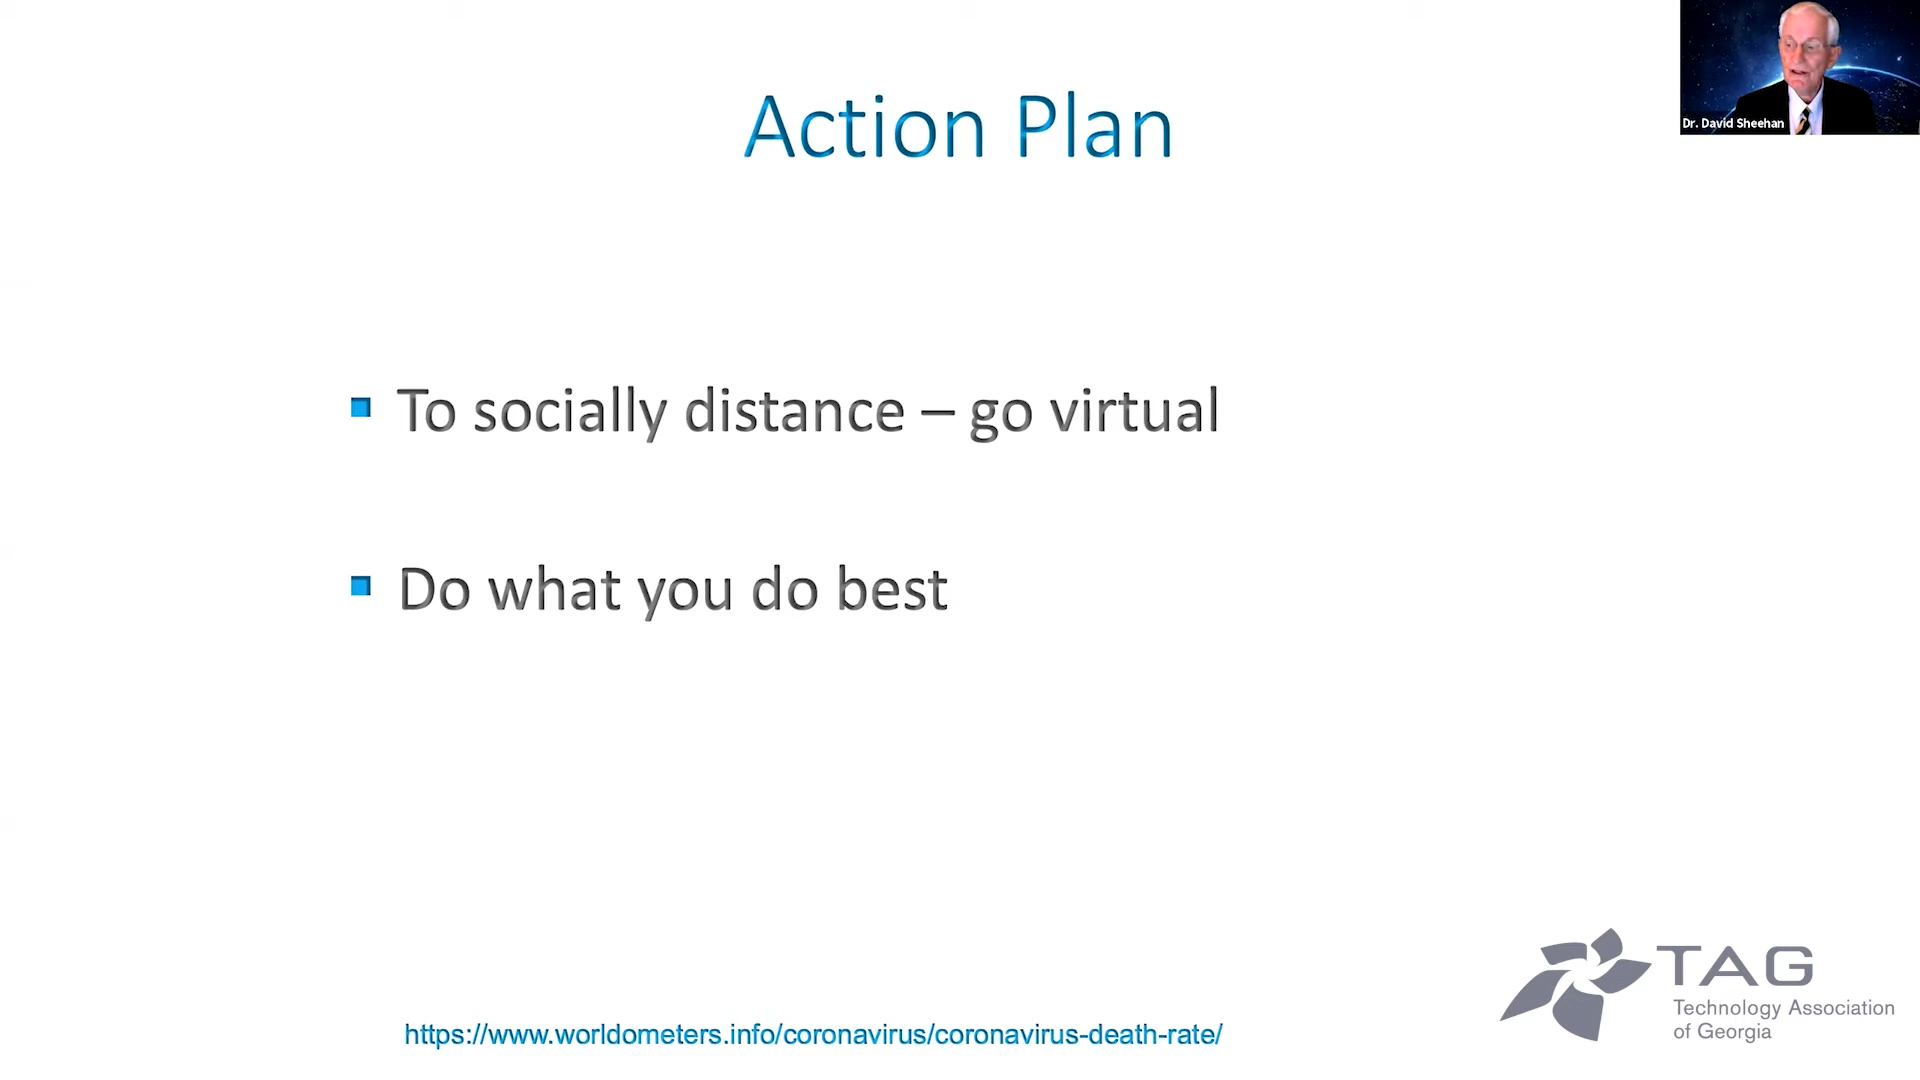 Dr. David Sheehan
Action Plan
To socially distance – go virtual
Do what you do best
https://www.worldometers.info/coronavirus/coronavirus-death-rate/
TAG
Technology Association
of Georgia